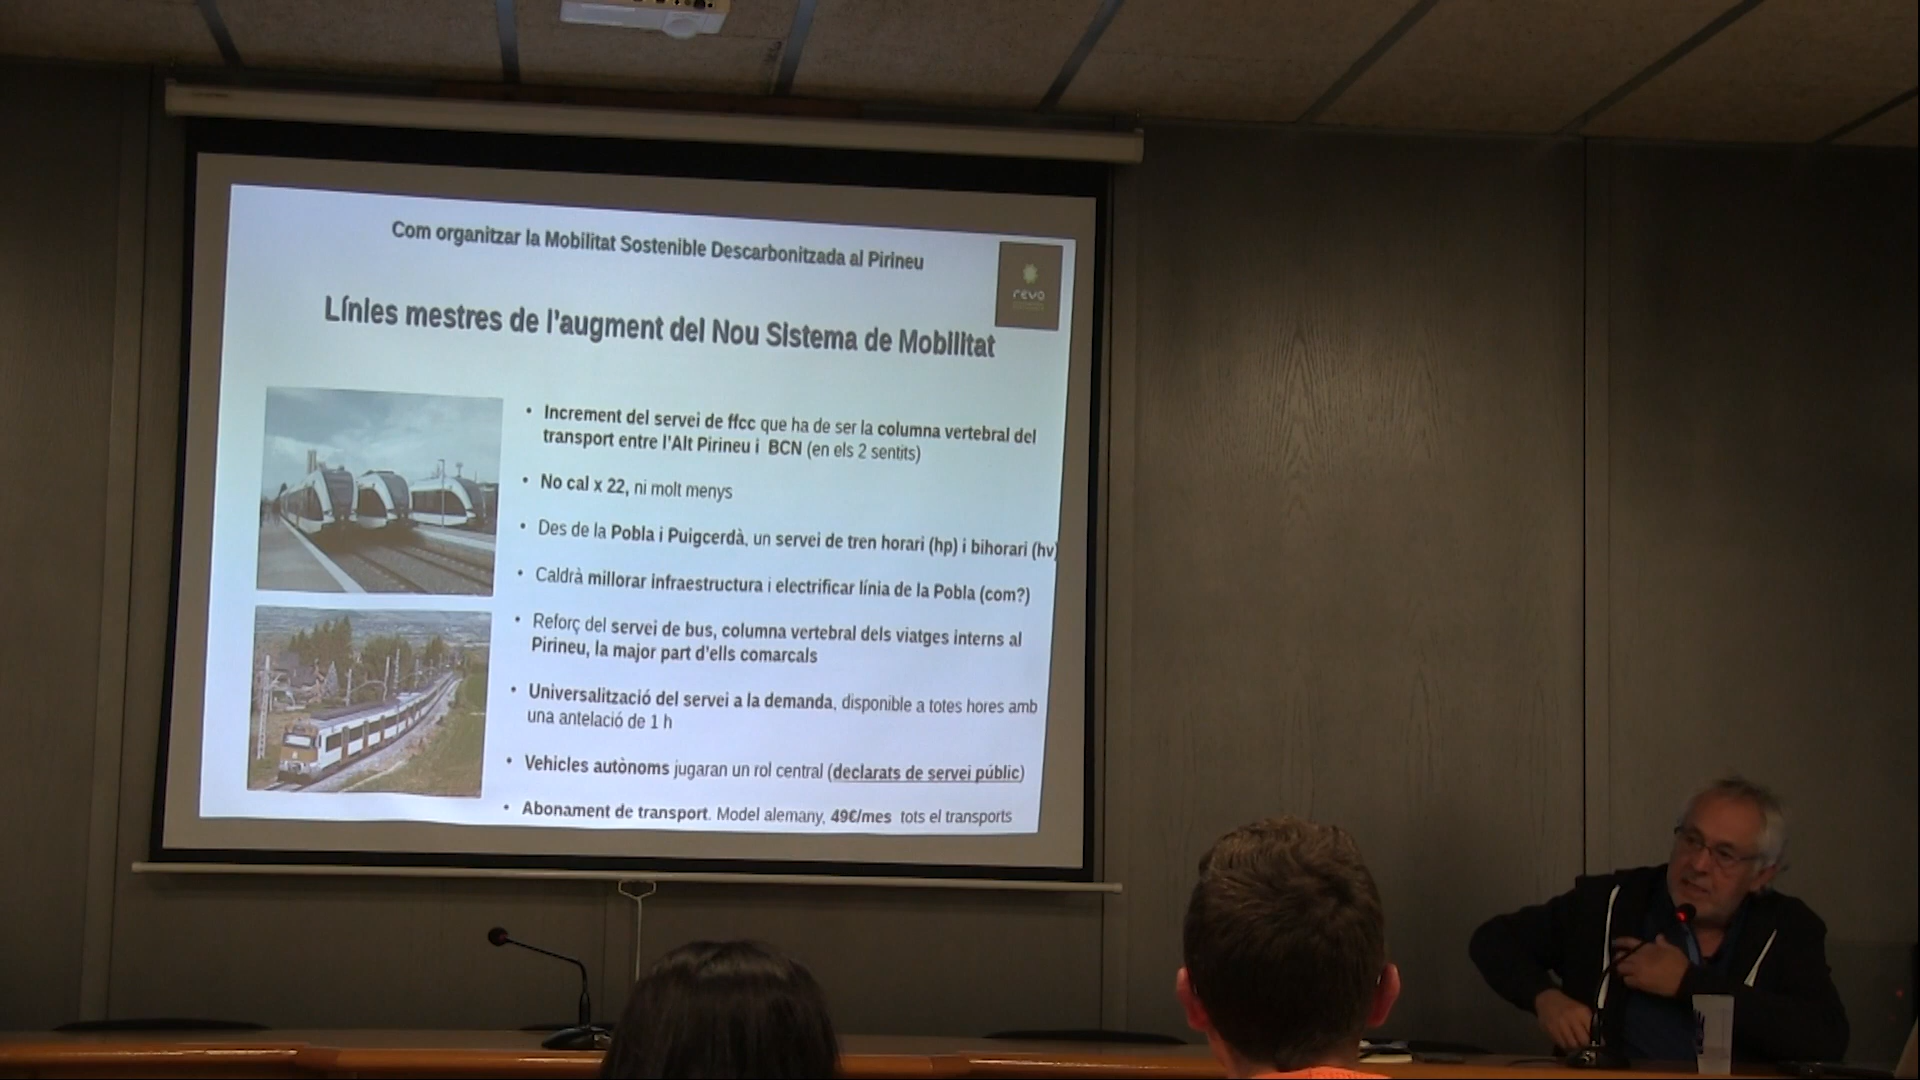 Com organitzar la Mobilitat Sostenible Descarbonitzada al Pirineu
revo
Línies mestres de l'augment del Nou Sistema de Mobilitat
• Increment del servei de ffcc que ha de ser la columna vertebral del
transport entre l'Alt Pirineu i BCN (en els 2 sentits)
• No cal x 22, ni molt menys
• Des de la Pobla i Puigcerdà, un servei de tren horari (hp) i bihorari (hv)
• Caldrà millorar infraestructura i electrificar línia de la Pobla (com?)
• Reforç del servei de bus, columna vertebral dels viatges interns al
Pirineu, la major part d'ells comarcals
• Universalització del servei a la demanda, disponible a totes hores amb
una antelació de 1 h
• Vehicles autònoms jugaran un rol central (declarats de servei públic)
• Abonament de transport. Model alemany, 49€/mes tots el transports